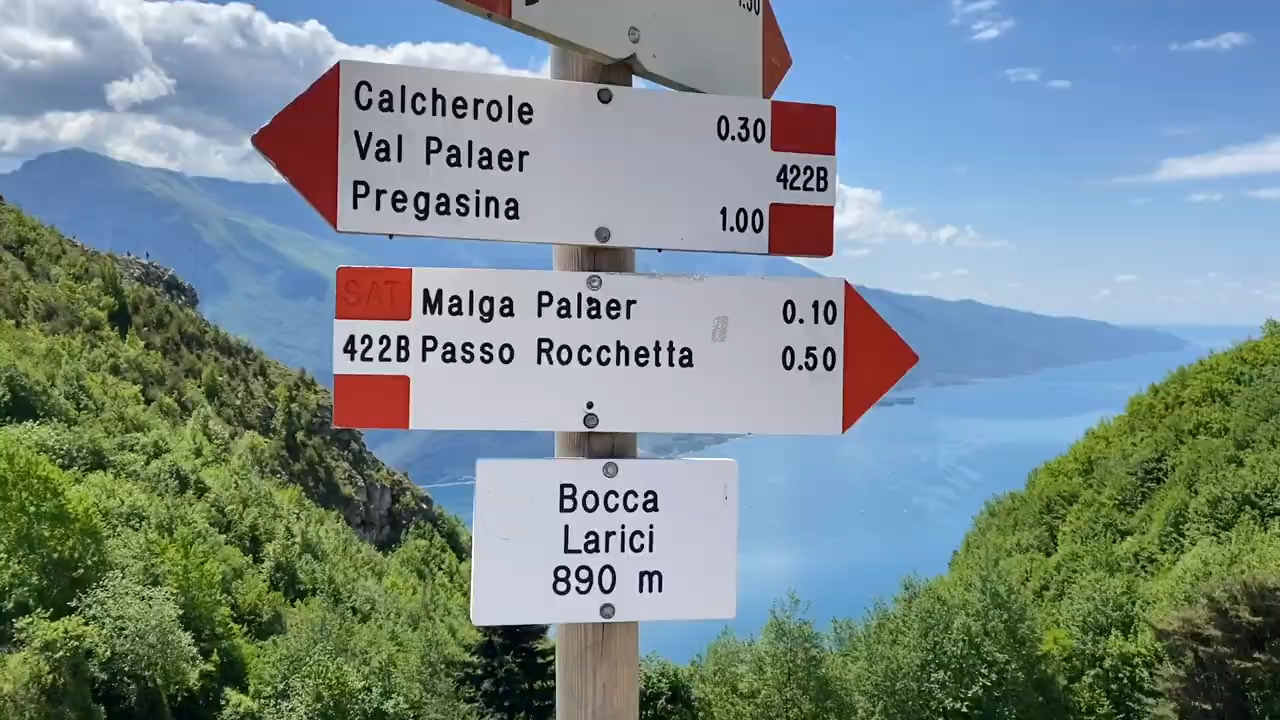 Calcherole 0.30
Val Palaer 422B
Pregasina 1.00
SAT Malga Palaer 0.10
422B Passo Rocchetta 0.50
Bocca
Larici
890 m